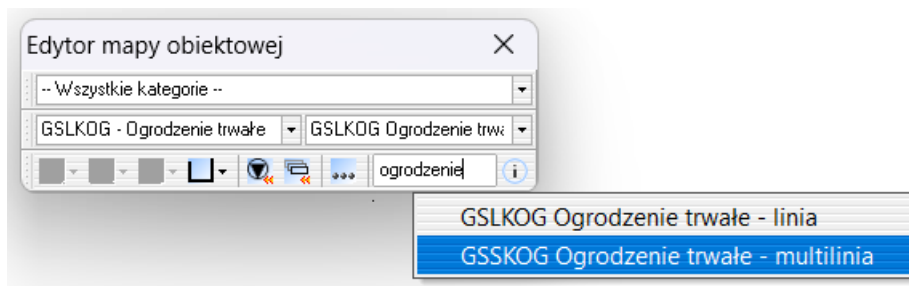 Edytor mapy obiektowej
-- Wszystkie kategorie --
GSLKOG - Ogrodzenie trwałe GSLKOG Ogrodzenie trwa
ogrodzenie
GSLKOG Ogrodzenie trwałe - linia
GSSKOG Ogrodzenie trwałe - multilinia